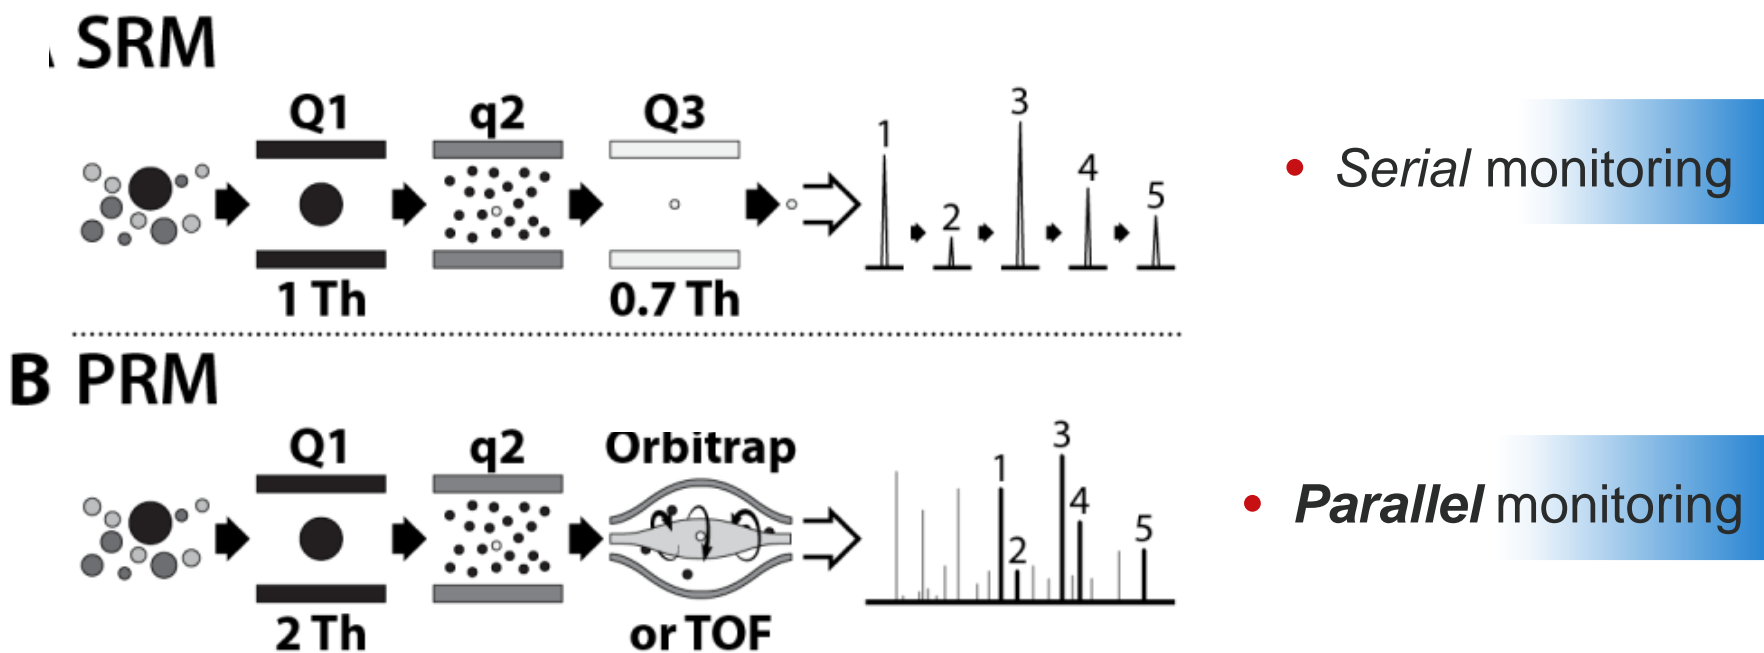 SRM
Q1 q2 Q3
1 2 3 4 5
1 Th 0.7 Th
• Serial monitoring
B PRM
Q1 q2 Orbitrap
1 2 3 4 5
2 Th or TOF
• Parallel monitoring